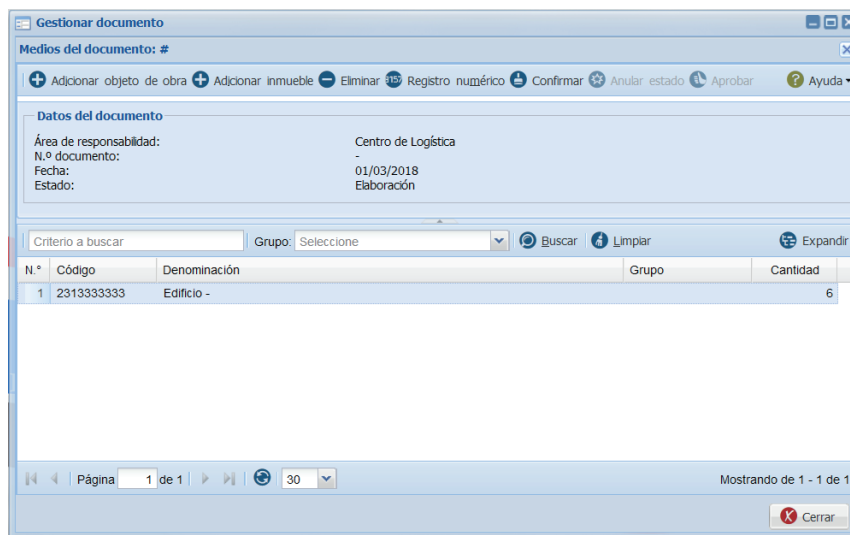 Gestionar documento
Medios del documento: #
Adicionar objeto de obra Adicionar inmueble Eliminar Registro numérico Confirmar Anular estado Aprobar Ayuda
Datos del documento
Área de responsabilidad: Centro de Logística
N.º documento: -
Fecha: 01/03/2018
Estado: Elaboración
Criterio a buscar Grupo: Seleccione Buscar Limpiar Expandir
N.° Código Denominación Grupo Cantidad
1 2313333333 Edificio - 6
Página 1 de 1 30 Mostrando de 1 - 1 de 1
Cerrar